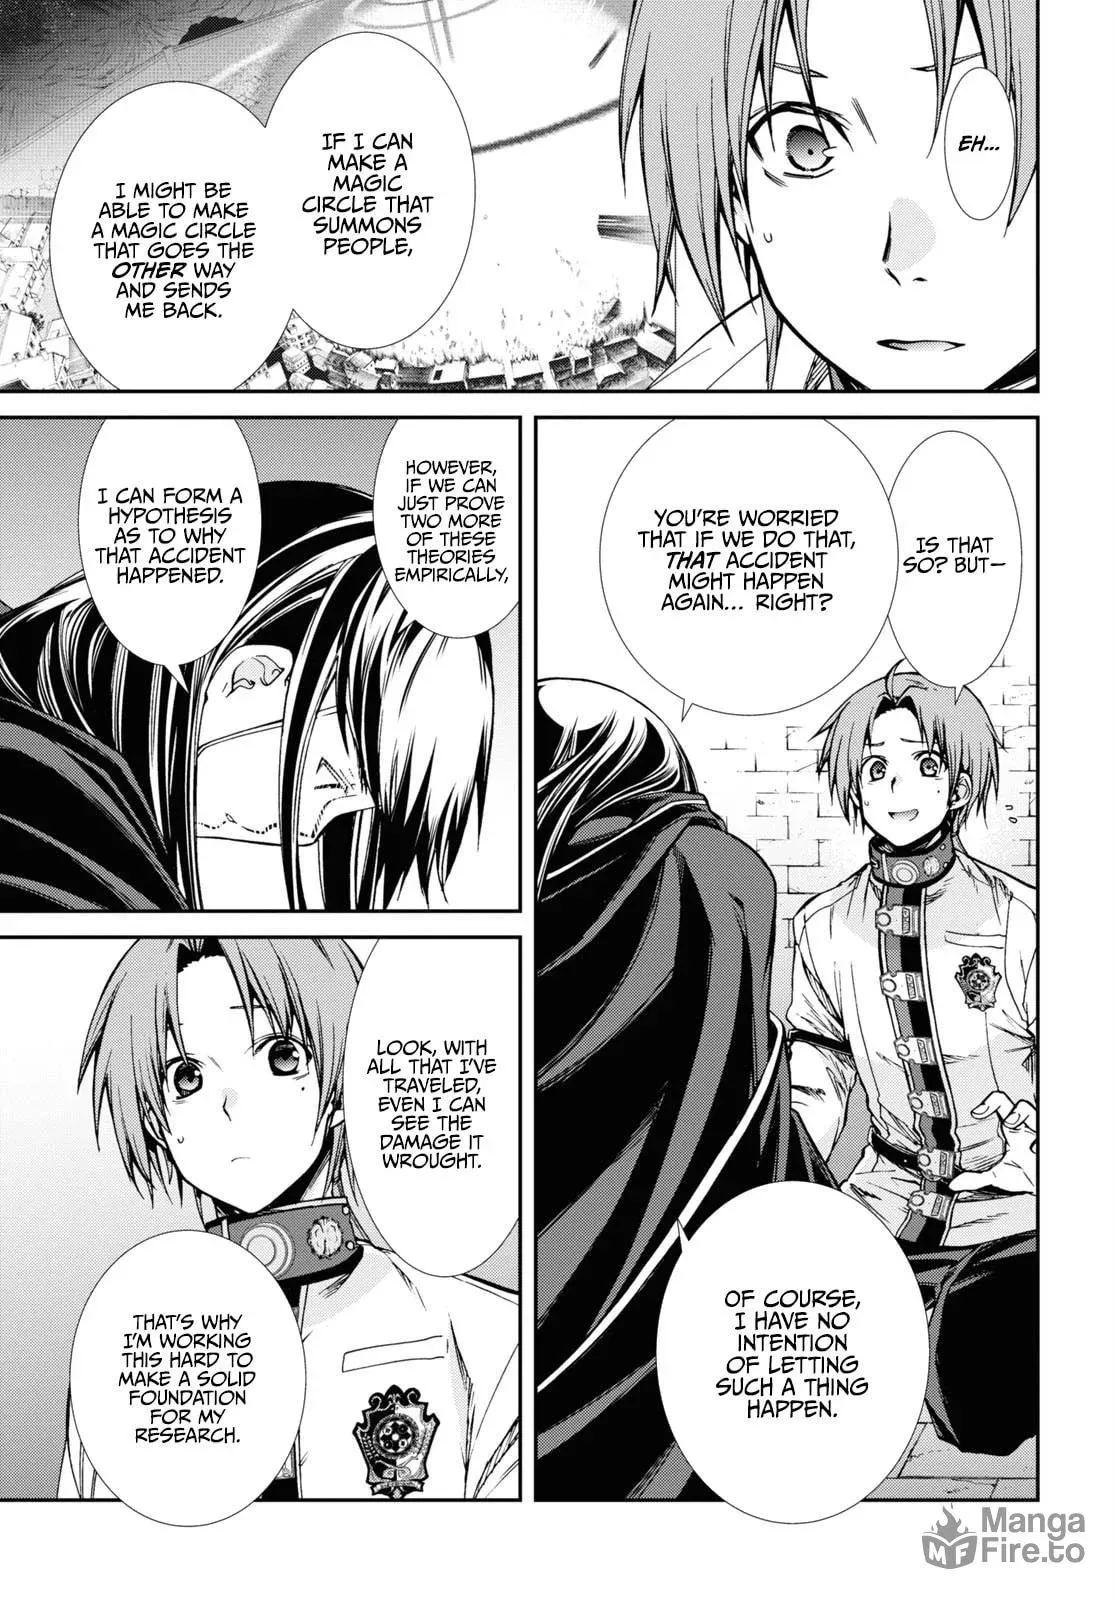 EH...
IF I CAN
MAKE A
MAGIC
CIRCLE THAT
SUMMONS
PEOPLE,
I MIGHT BE
ABLE TO MAKE
A MAGIC CIRCLE
THAT GOES THE
OTHER WAY
AND SENDS
ME BACK.
IS THAT
SO? BUT—
YOU'RE WORRIED
THAT IF WE DO THAT,
THAT ACCIDENT
MIGHT HAPPEN
AGAIN... RIGHT?
OF COURSE,
I HAVE NO
INTENTION
OF LETTING
SUCH A THING
HAPPEN.
HOWEVER,
IF WE CAN
JUST PROVE
TWO MORE
OF THESE
THEORIES
EMPIRICALLY,
I CAN FORM A
HYPOTHESIS
AS TO WHY
THAT ACCIDENT
HAPPENED.
LOOK, WITH
ALL THAT I'VE
TRAVELED,
EVEN I CAN
SEE THE
DAMAGE IT
WROUGHT.
THAT'S WHY
I'M WORKING
THIS HARD TO
MAKE A SOLID
FOUNDATION
FOR MY
RESEARCH.
MF
Manga
Fire.to